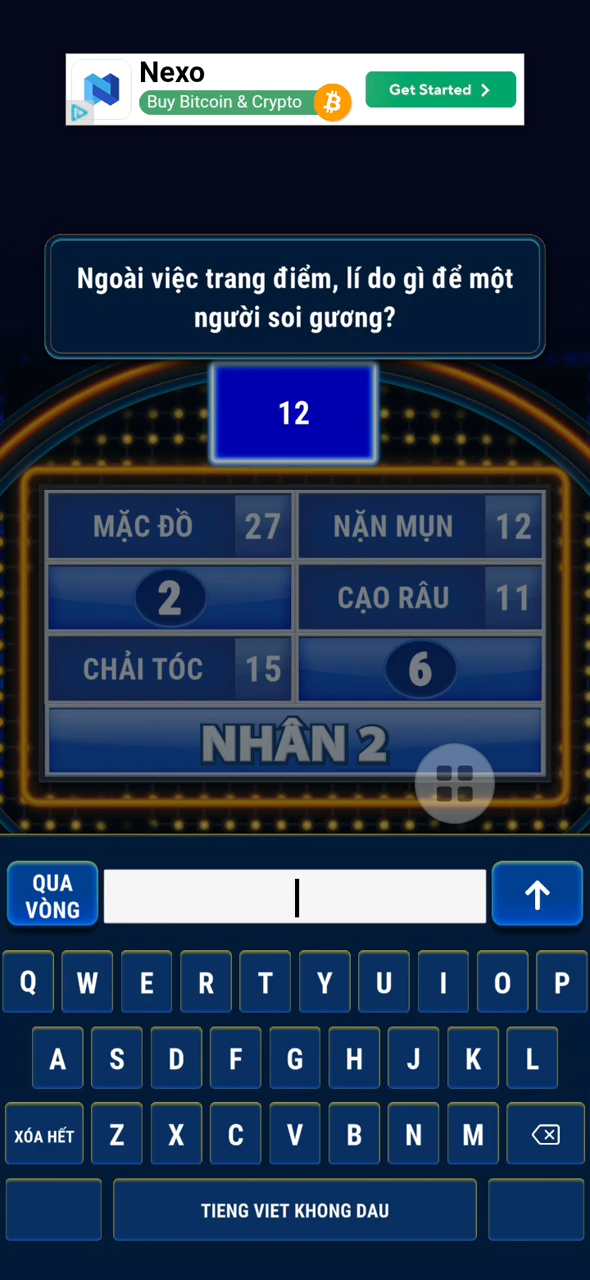 Nexo
Buy Bitcoin & Crypto
Get Started
Ngoài việc trang điểm, lí do gì để một
người soi gương?
12
MẶC ĐỒ 27
NẶN MỤN 12
2
CẠO RÂU 11
CHẢI TÓC 15
6
NHÂN 2
QUA
VÒNG
Q W E R T Y U I O P
A S D F G H J K L
XÓA HẾT Z X C V B N M
TIENG VIET KHONG DAU